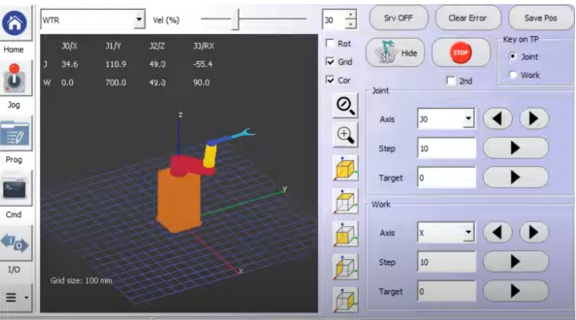 WTR
Vel (%)
30
Srv OFF
Clear Error
Save Pos
Home
J0/X J1/Y J2/Z J3/RX
J 34.6 110.9 49.3 -55.4
W 0.0 700.0 49.3 90.0
Rot
Grid
Cor
3D Hide
STOP
2nd
Key on TP
Joint
Work
Jog
Prog
Cmd
I/O
z
y
x
Grid size: 100 mm
Joint
Axis J0
Step 10
Target 0
Work
Axis X
Step 10
Target 0